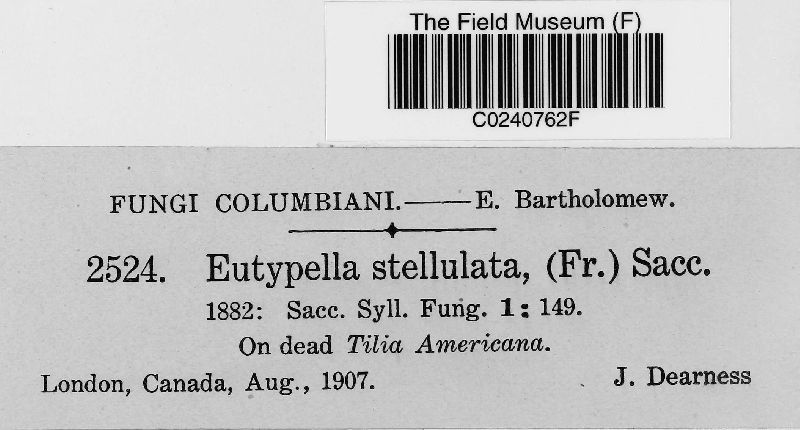 The Field Museum (F)
C0240762F
FUNGI COLUMBIANI.——E. Bartholomew.
2524. Eutypella stellulata, (Fr.) Sacc.
1882: Sacc. Syll. Fung. 1: 149.
On dead Tilia Americana.
London, Canada, Aug., 1907. J. Dearness